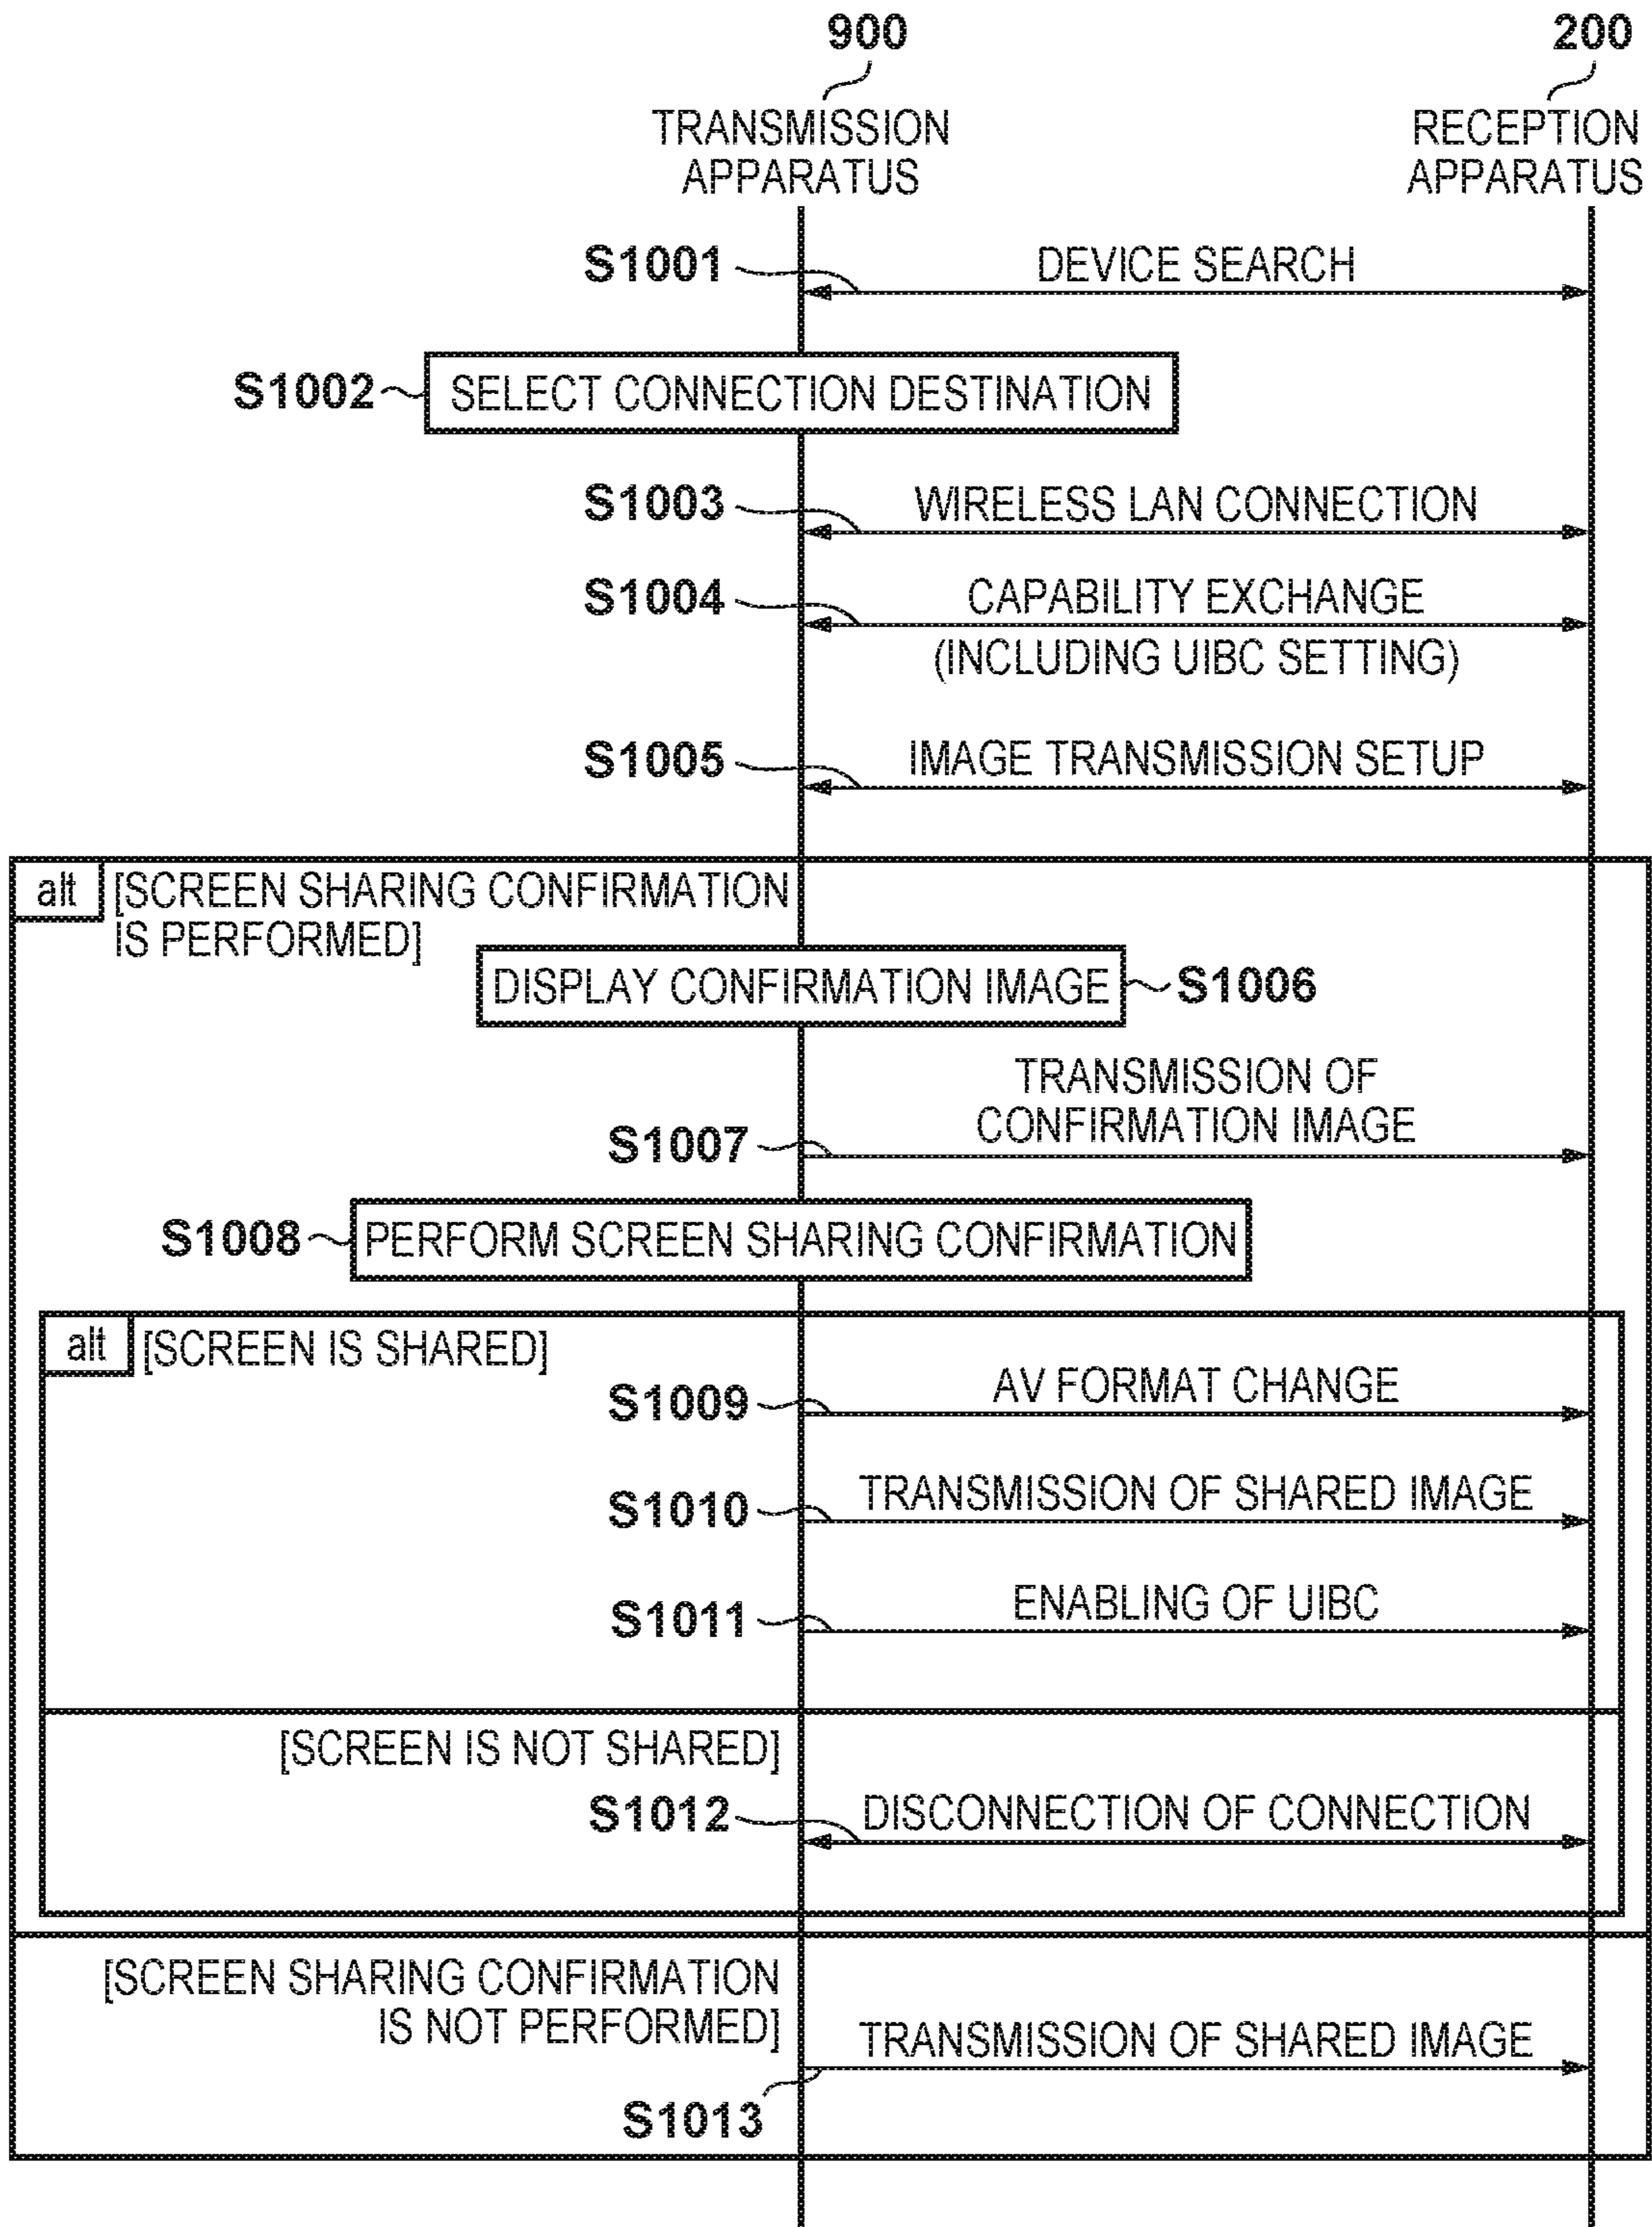 900
200
TRANSMISSION
APPARATUS
RECEPTION
APPARATUS
S1001
DEVICE SEARCH
S1002
SELECT CONNECTION DESTINATION
S1003
WIRELESS LAN CONNECTION
S1004
CAPABILITY EXCHANGE
(INCLUDING UIBC SETTING)
S1005
IMAGE TRANSMISSION SETUP
alt
[SCREEN SHARING CONFIRMATION
IS PERFORMED]
DISPLAY CONFIRMATION IMAGE
S1006
TRANSMISSION OF
CONFIRMATION IMAGE
S1007
S1008
PERFORM SCREEN SHARING CONFIRMATION
alt
[SCREEN IS SHARED]
S1009
AV FORMAT CHANGE
S1010
TRANSMISSION OF SHARED IMAGE
S1011
ENABLING OF UIBC
[SCREEN IS NOT SHARED]
S1012
DISCONNECTION OF CONNECTION
[SCREEN SHARING CONFIRMATION
IS NOT PERFORMED]
TRANSMISSION OF SHARED IMAGE
S1013